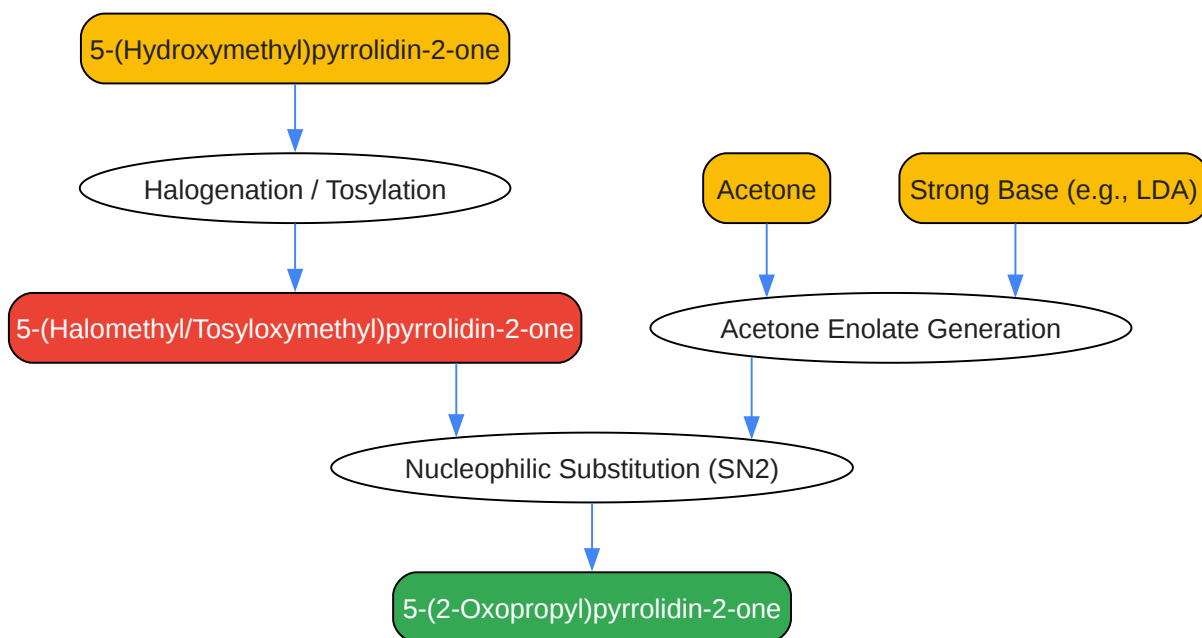 5-(Hydroxymethyl)pyrrolidin-2-one
Halogenation / Tosylation
Acetone
Strong Base (e.g., LDA)
5-(Halomethyl/Tosyloxymethyl)pyrrolidin-2-one
Acetone Enolate Generation
Nucleophilic Substitution (SN2)
5-(2-Oxopropyl)pyrrolidin-2-one